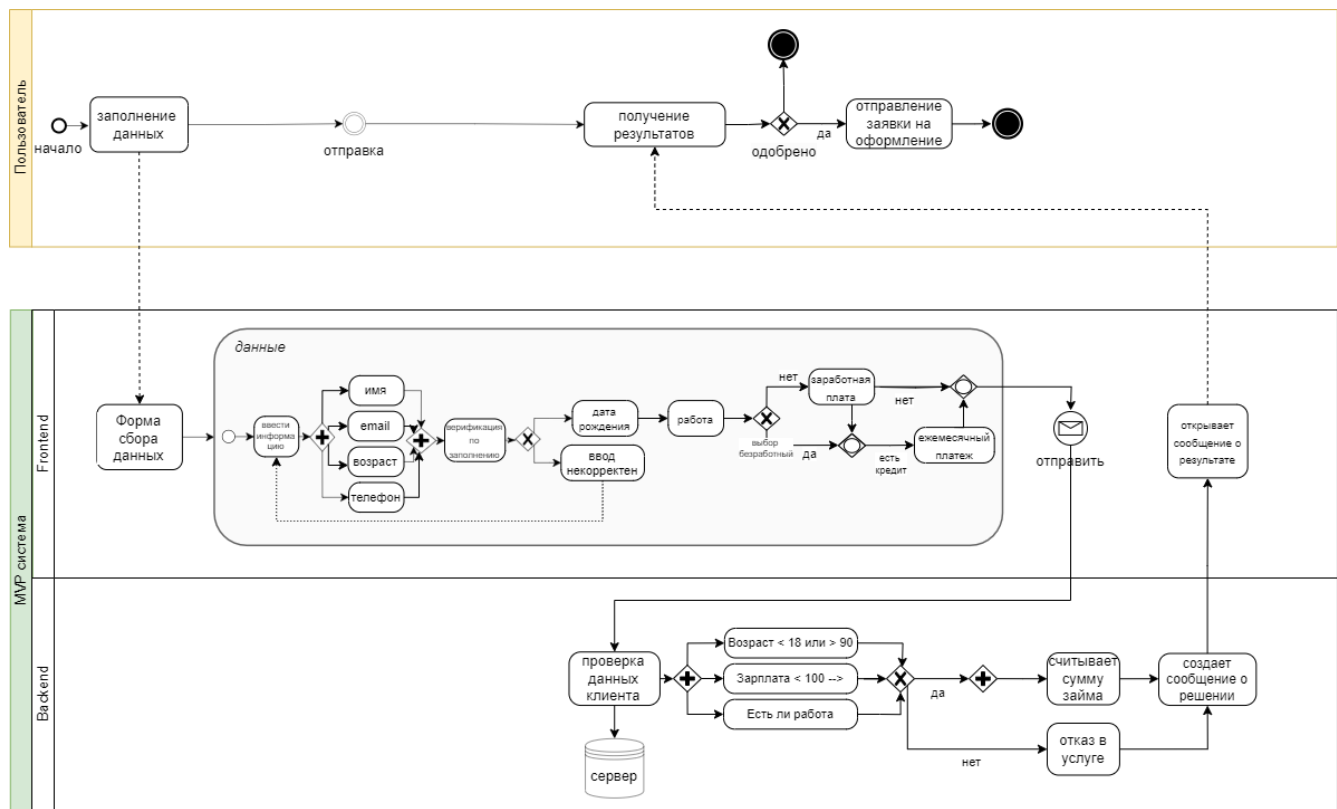 Пользователь
начало
заполнение
данных
отправка
получение
результатов
одобрено
да
отправление
заявки на
оформление
MVP система
Frontend
Форма
сбора
данных
данные
ввести
информа
цию
имя
email
возраст
телефон
верификация
по
заполнению
дата
рождения
ввод
некорректен
работа
выбор
безработный
нет
да
заработная
плата
нет
есть
кредит
ежемесячный
платеж
отправить
открывает
сообщение о
результате
Backend
проверка
данных
клиента
сервер
Возраст < 18 или > 90
Зарплата < 100 -->
Есть ли работа
да
нет
считывает
сумму
займа
отказ в
услуге
создает
сообщение о
решении